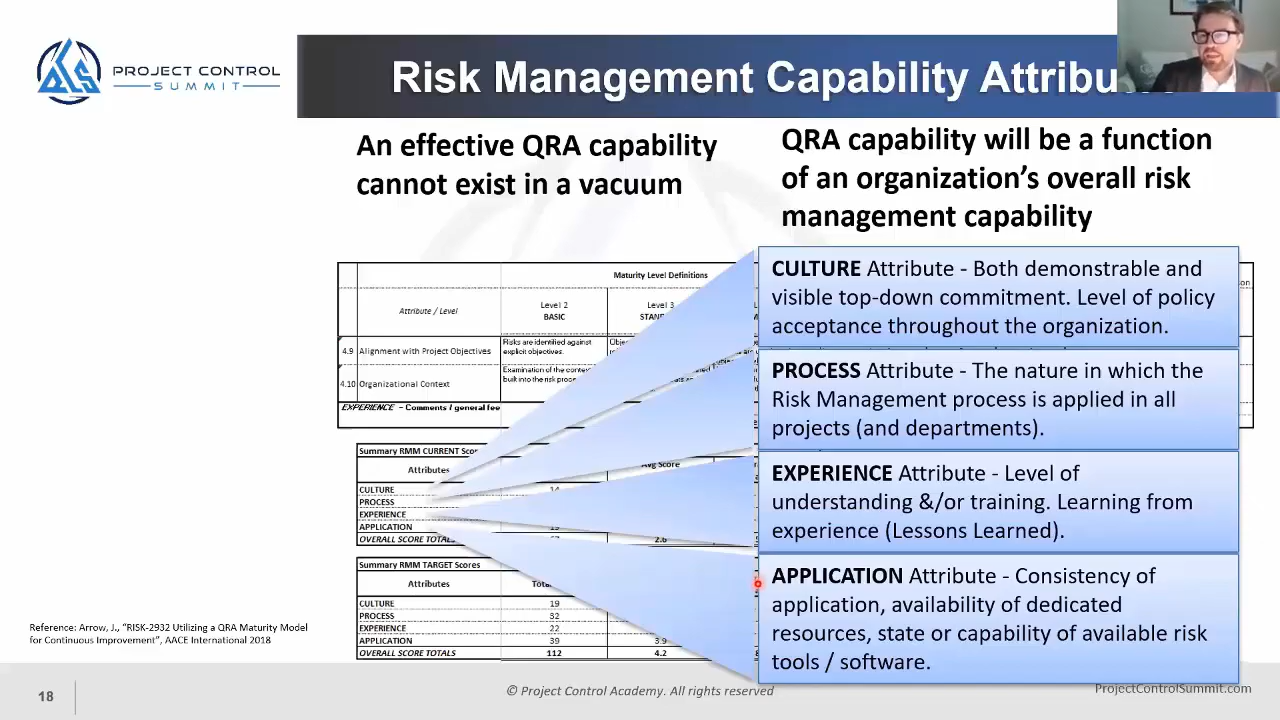 PROJECT CONTROL
SUMMIT
Risk Management Capability
An effective QRA capability
cannot exist in a vacuum
QRA capability will be a function
of an organization's overall risk
management capability
Maturity Level Definitions
Attribute / Level
Level 2
BASIC
Level 3
4.9 Alignment with Project Objectives
Risks are identified against
explicit objectives.
4.10 Organizational Context
Examination of the
EXPERIENCE – Comments / general
Summary RMM CURRENT
Attributes
Avg Score
CULTURE
PROCESS
EXPERIENCE
APPLICATION
OVERALL SCORE
2.6
Summary RMM TARGET Scores
Attributes
CULTURE 19
PROCESS 32
EXPERIENCE 22
APPLICATION 39 3.9
OVERALL SCORE TOTALS 112 4.2
CULTURE Attribute - Both demonstrable and
visible top-down commitment. Level of policy
acceptance throughout the organization.
PROCESS Attribute - The nature in which the
Risk Management process is applied in all
projects (and departments).
EXPERIENCE Attribute - Level of
understanding &/or training. Learning from
experience (Lessons Learned).
APPLICATION Attribute - Consistency of
application, availability of dedicated
resources, state or capability of available risk
tools / software.
Reference: Arrow, J., "RISK-2932 Utilizing a QRA Maturity Model
for Continuous Improvement", AACE International 2018
18
© Project Control Academy. All rights reserved
ProjectControlSummit.com